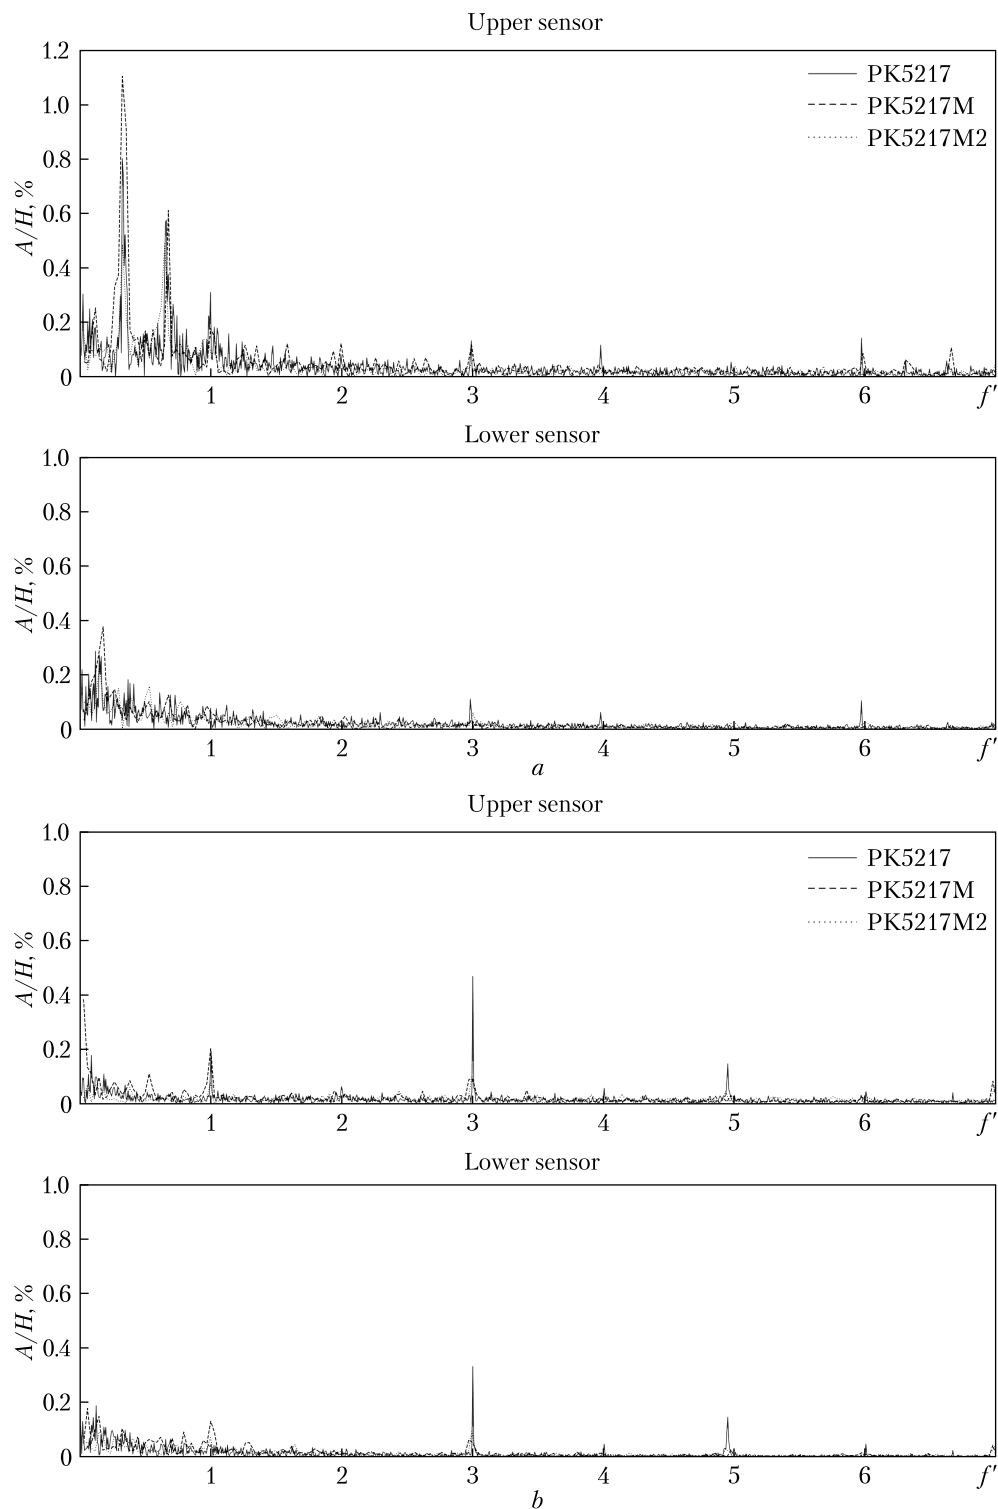 Upper sensor
1.2
1.0
0.8
0.6
0.4
0.2
0
A/H, %
PK5217
PK5217M
PK5217M2
1 2 3 4 5 6 f′
Lower sensor
1.0
0.8
0.6
0.4
0.2
0
A/H, %
1 2 3 4 5 6 f′
a
Upper sensor
1.0
0.8
0.6
0.4
0.2
0
A/H, %
PK5217
PK5217M
PK5217M2
1 2 3 4 5 6 f′
Lower sensor
1.0
0.8
0.6
0.4
0.2
0
A/H, %
1 2 3 4 5 6 f′
b